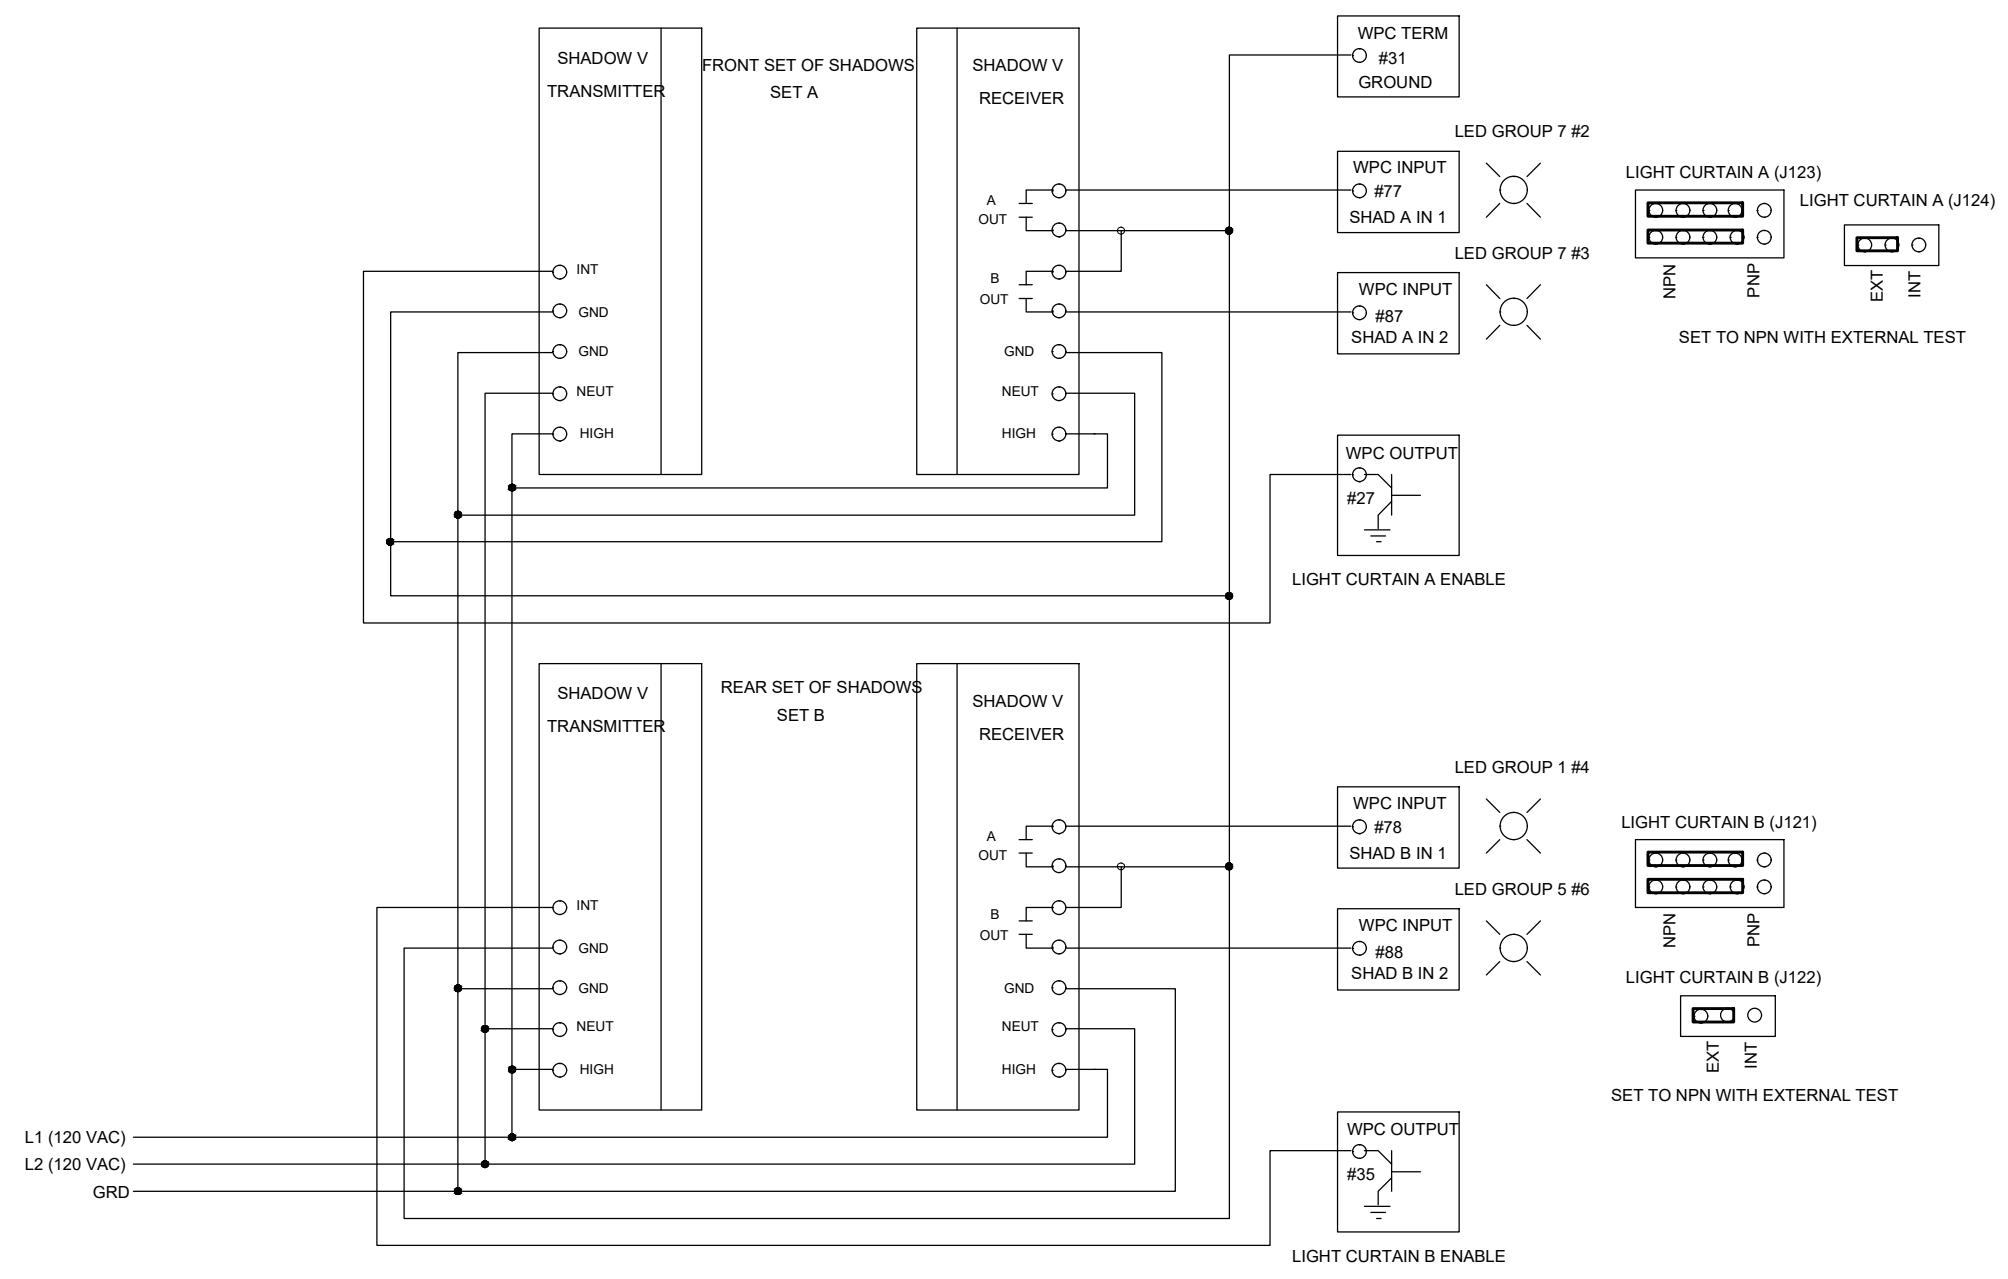 SHADOW V
TRANSMITTER
FRONT SET OF SHADOWS
SET A
SHADOW V
RECEIVER
A
OUT
B
OUT
INT
GND
GND
NEUT
HIGH
GND
NEUT
HIGH
WPC TERM
#31
GROUND
LED GROUP 7 #2
WPC INPUT
#77
SHAD A IN 1
LED GROUP 7 #3
WPC INPUT
#87
SHAD A IN 2
LIGHT CURTAIN A (J123)
NPN
PNP
LIGHT CURTAIN A (J124)
EXT
INT
SET TO NPN WITH EXTERNAL TEST
WPC OUTPUT
#27
LIGHT CURTAIN A ENABLE
SHADOW V
TRANSMITTER
REAR SET OF SHADOWS
SET B
SHADOW V
RECEIVER
A
OUT
B
OUT
INT
GND
GND
NEUT
HIGH
GND
NEUT
HIGH
LED GROUP 1 #4
WPC INPUT
#78
SHAD B IN 1
LED GROUP 5 #6
WPC INPUT
#88
SHAD B IN 2
LIGHT CURTAIN B (J121)
NPN
PNP
LIGHT CURTAIN B (J122)
EXT
INT
SET TO NPN WITH EXTERNAL TEST
L1 (120 VAC)
L2 (120 VAC)
GRD
WPC OUTPUT
#35
LIGHT CURTAIN B ENABLE